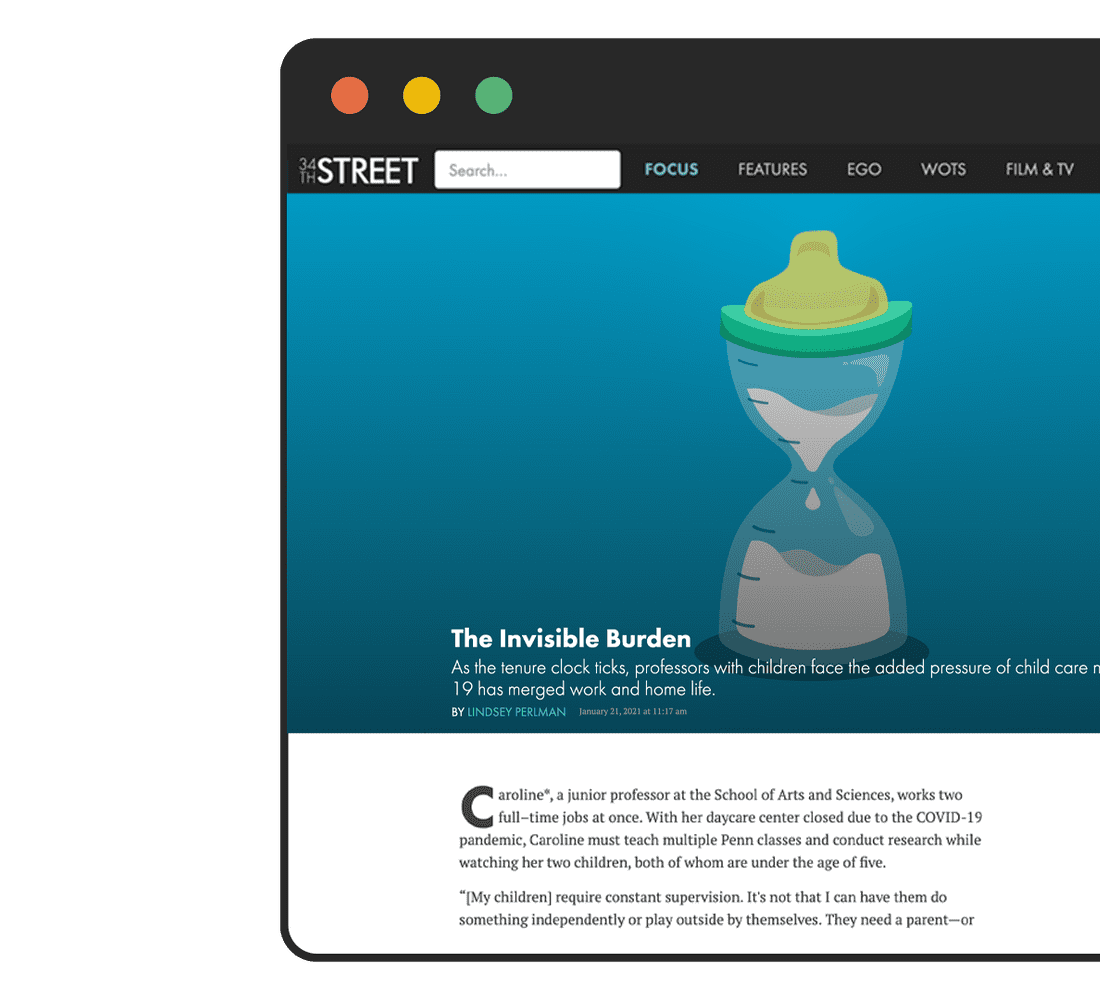 34TH STREET Search... FOCUS FEATURES EGO WOTS FILM & TV
The Invisible Burden
As the tenure clock ticks, professors with children face the added pressure of child care
19 has merged work and home life.
BY LINDSEY PERLMAN January 21, 2021 at 11:17 am
Caroline*, a junior professor at the School of Arts and Sciences, works two
full–time jobs at once. With her daycare center closed due to the COVID-19
pandemic, Caroline must teach multiple Penn classes and conduct research while
watching her two children, both of whom are under the age of five.
“[My children] require constant supervision. It's not that I can have them do
something independently or play outside by themselves. They need a parent—or